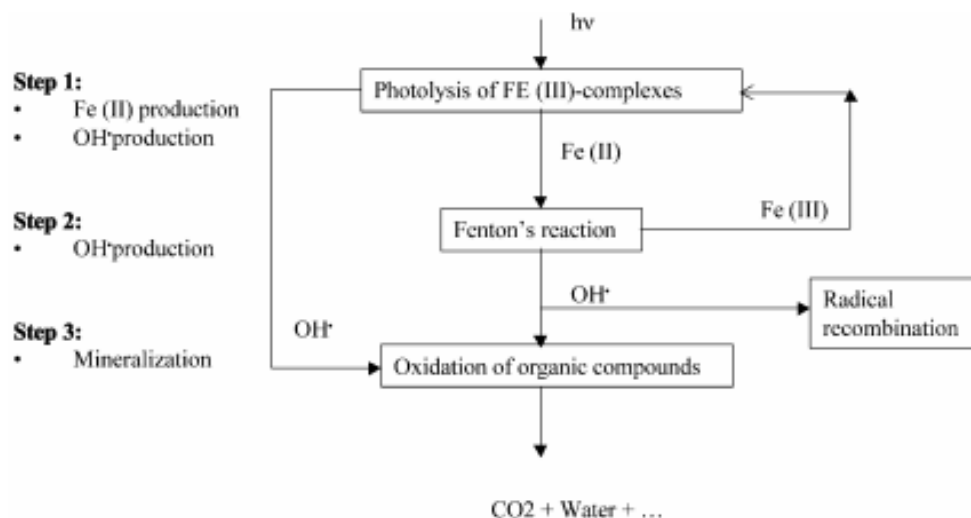 hν
Step 1:
• Fe (II) production
• OH•production
Photolysis of FE (III)-complexes
Fe (II)
Step 2:
• OH•production
Fenton's reaction
Fe (III)
OH•
Radical
recombination
Step 3:
• Mineralization
OH•
Oxidation of organic compounds
CO2 + Water + …